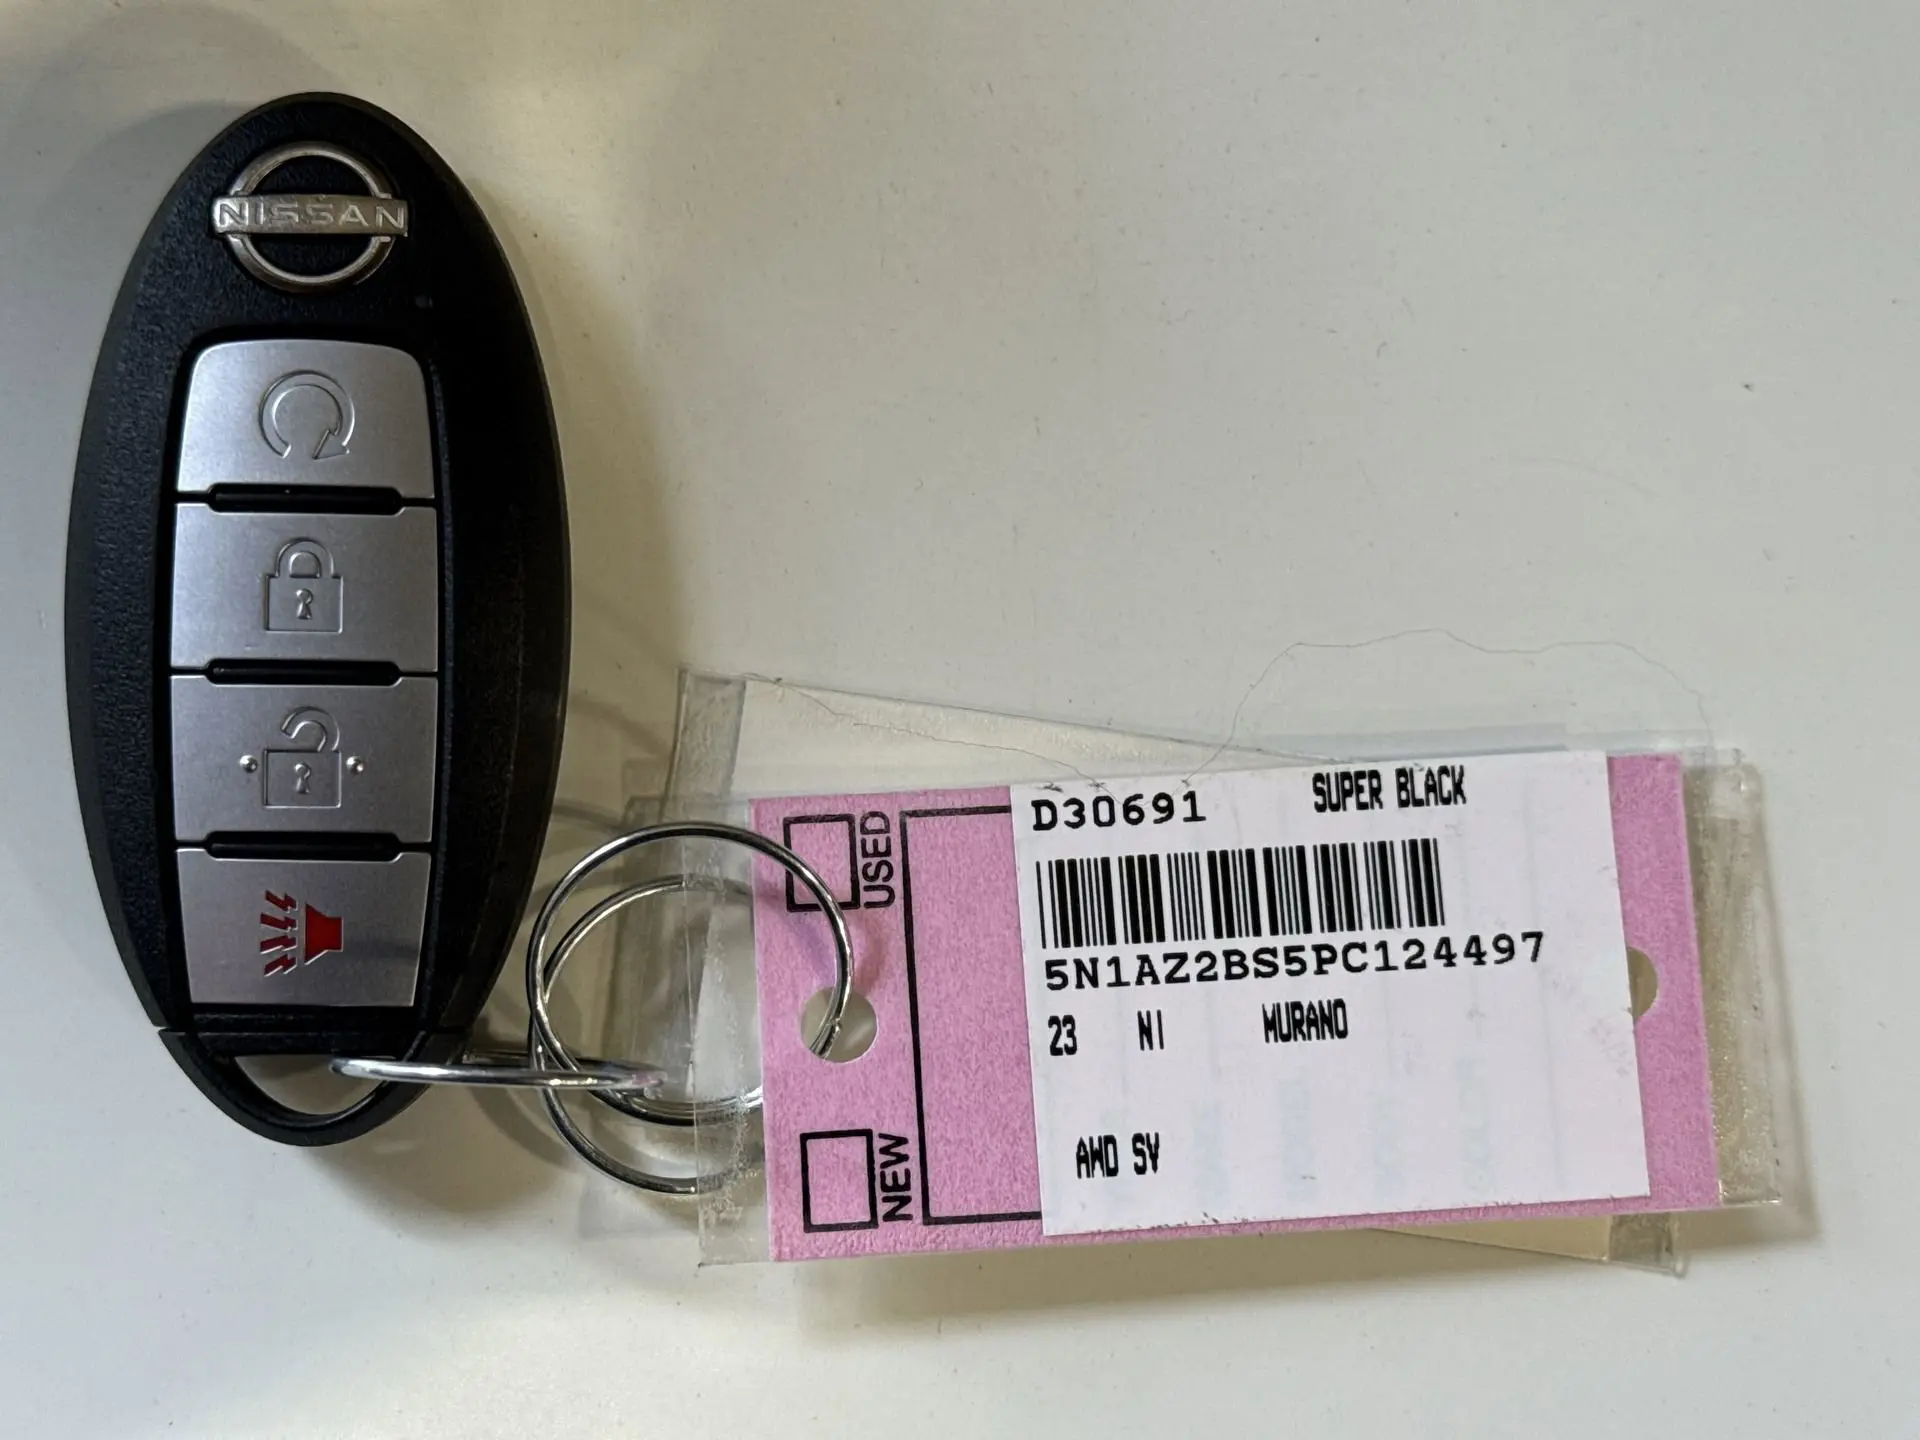 NISSAN
USED
NEW
D30691 SUPER BLACK
5N1AZ2BS5PC124497
23 NI MURANO
AWD SV